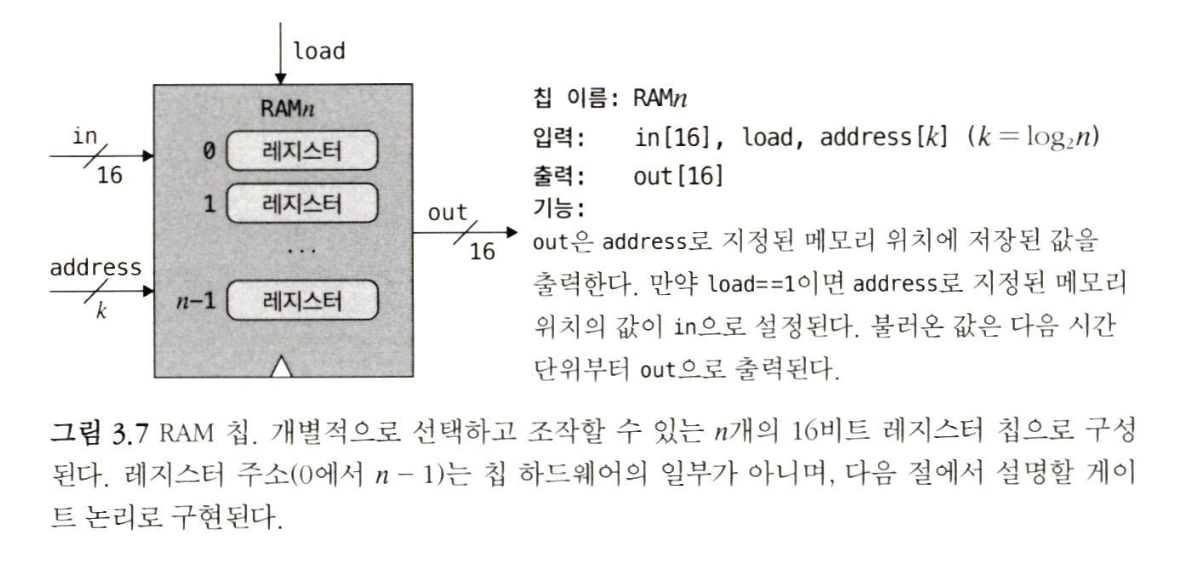 load
RAMn
in
16
0 레지스터
1 레지스터
...
n−1 레지스터
address
k
out
16
칩 이름: RAMn
입력: in[16], load, address[k] (k = log₂n)
출력: out[16]
기능:
out은 address로 지정된 메모리 위치에 저장된 값을
출력한다. 만약 load==1이면 address로 지정된 메모리
위치의 값이 in으로 설정된다. 불러온 값은 다음 시간
단위부터 out으로 출력된다.
그림 3.7 RAM 칩. 개별적으로 선택하고 조작할 수 있는 n개의 16비트 레지스터 칩으로 구성
된다. 레지스터 주소(0에서 n − 1)는 칩 하드웨어의 일부가 아니며, 다음 절에서 설명할 게이
트 논리로 구현된다.